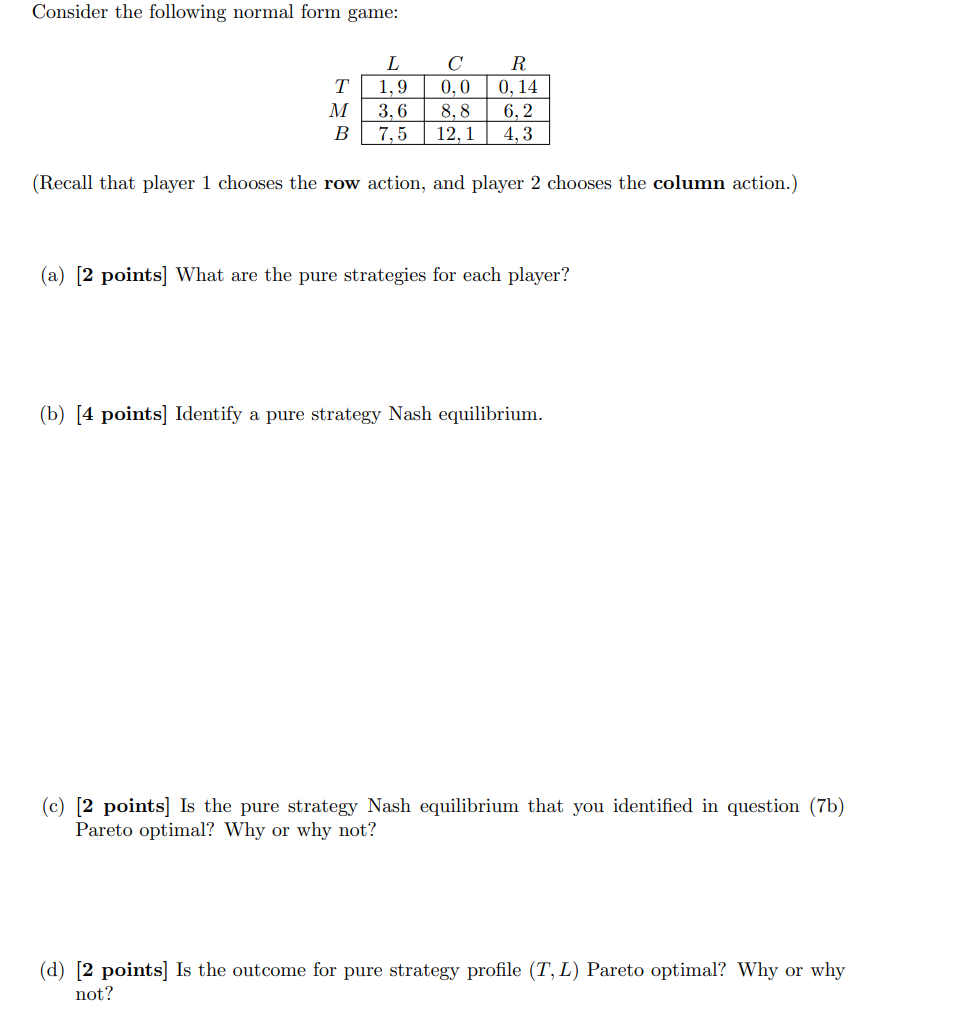 Consider the following normal form game:
L C R
T 1, 9 0, 0 0, 14
M 3, 6 8, 8 6, 2
B 7, 5 12, 1 4, 3
(Recall that player 1 chooses the row action, and player 2 chooses the column action.)
(a) [2 points] What are the pure strategies for each player?
(b) [4 points] Identify a pure strategy Nash equilibrium.
(c) [2 points] Is the pure strategy Nash equilibrium that you identified in question (7b)
Pareto optimal? Why or why not?
(d) [2 points] Is the outcome for pure strategy profile (T, L) Pareto optimal? Why or why
not?